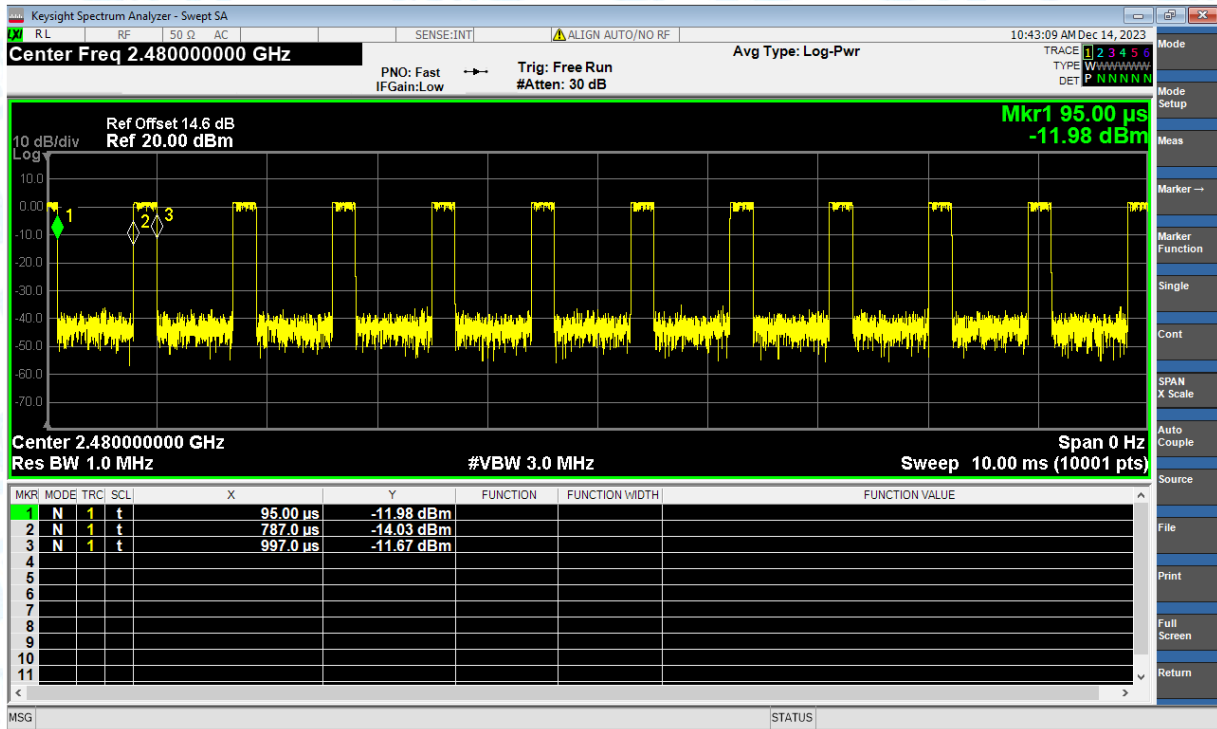 Keysight Spectrum Analyzer - Swept SA
LXI RL RF 50 Ω AC SENSE:INT ALIGN AUTO/NO RF 10:43:09 AM Dec 14, 2023
Center Freq 2.480000000 GHz Avg Type: Log-Pwr TRACE 1 2 3 4 5 6
PNO: Fast Trig: Free Run TYPE WWWWWW
IFGain:Low #Atten: 30 dB DET P N N N N N
Mkr1 95.00 µs
Ref Offset 14.6 dB
10 dB/div Ref 20.00 dBm -11.98 dBm
Log
10.0
0.00
1 2 3
-10.0
-20.0
-30.0
-40.0
-50.0
-60.0
-70.0
Center 2.480000000 GHz Span 0 Hz
Res BW 1.0 MHz #VBW 3.0 MHz Sweep 10.00 ms (10001 pts)
MKR MODE TRC SCL X Y FUNCTION FUNCTION WIDTH FUNCTION VALUE
1 N 1 t 95.00 µs -11.98 dBm
2 N 1 t 787.0 µs -14.03 dBm
3 N 1 t 997.0 µs -11.67 dBm
4
5
6
7
8
9
10
11
MSG STATUS
Mode
Mode
Setup
Meas
Marker →
Marker
Function
Single
Cont
SPAN
X Scale
Auto
Couple
Source
File
Print
Full
Screen
Return